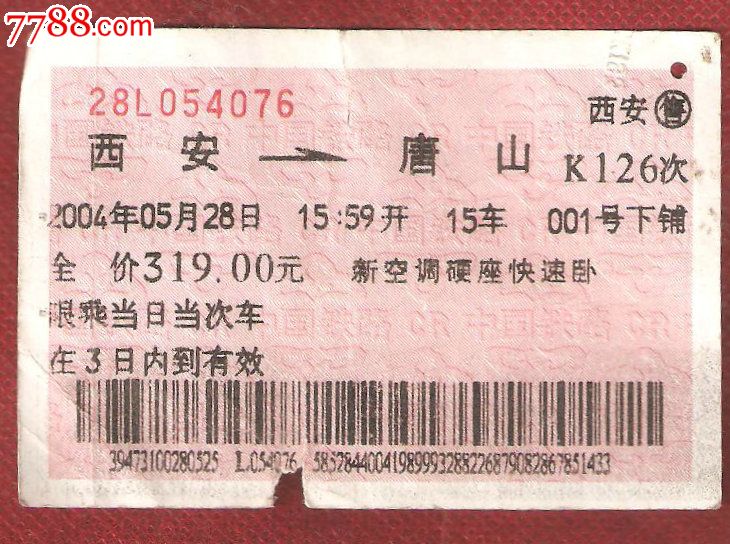 7788.com
28L054076
西安售
西安 → 唐山 K126次
2004年05月28日 15:59开 15车 001号下铺
全 价319.00元 新空调硬座快速卧
限乘当日当次车
在3日内到有效
39473100280525 L054076